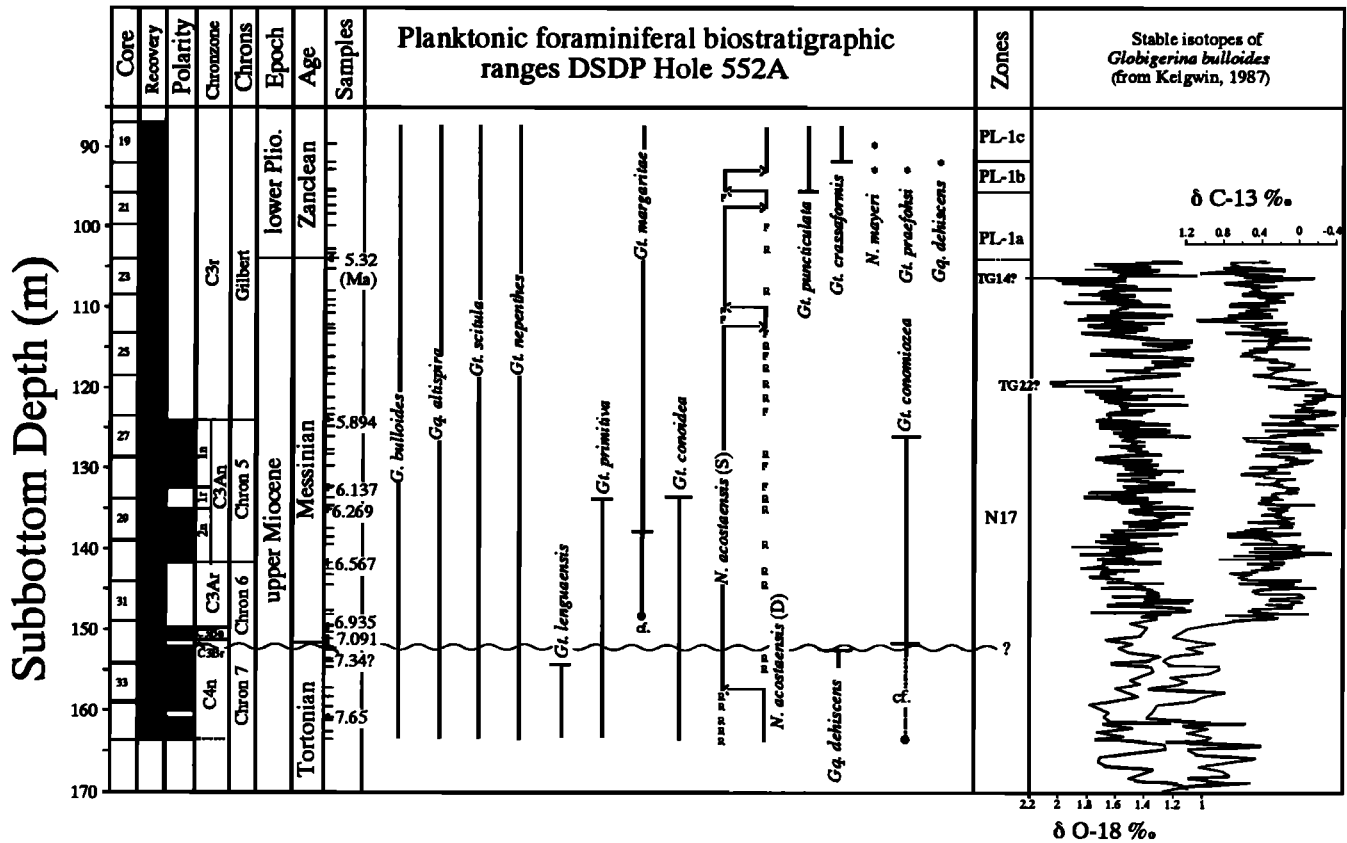 Core
Recovery
Polarity
Chronzone
Chrons
Epoch
Age
Samples
Planktonic foraminiferal biostratigraphic
ranges DSDP Hole 552A
Zones
Stable isotopes of
Globigerina bulloides
(from Keigwin, 1987)
Subbottom Depth (m)
90
100
110
120
130
140
150
160
170
19
21
23
25
27
29
31
33
C3r
1n
C3An
1r
2n
C3Ar
C3Br
C4n
Gilbert
Chron 5
Chron 6
Chron 7
lower Plio.
upper Miocene
Zanclean
Messinian
Tortonian
5.32
(Ma)
5.894
6.137
6.269
6.567
6.935
7.091
7.34?
7.65
G. bulloides
Gq. altispira
Gt. scitula
Gt. nepenthes
Gt. lenguaensis
Gt. primitiva
Gt. margaritae
?
Gt. conoidea
N. acostaensis (S)
N. acostaensis (D)
Gt. puncticulata
Gt. crassaformis
N. mayeri
Gt. praefohsi
Gq. dehiscens
Gt. conomiozea
?
Gq. dehiscens
R
R
R
R
F
R
F
R
R
R
F
R
R
F
R
R
R
R
R
R
R
PL-1c
PL-1b
PL-1a
N17
?
TG14?
TG22?
δ C-13 ‰
1.2 0.8 0.4 0 -0.4
2.2 2 1.8 1.6 1.4 1.2 1
δ O-18 ‰